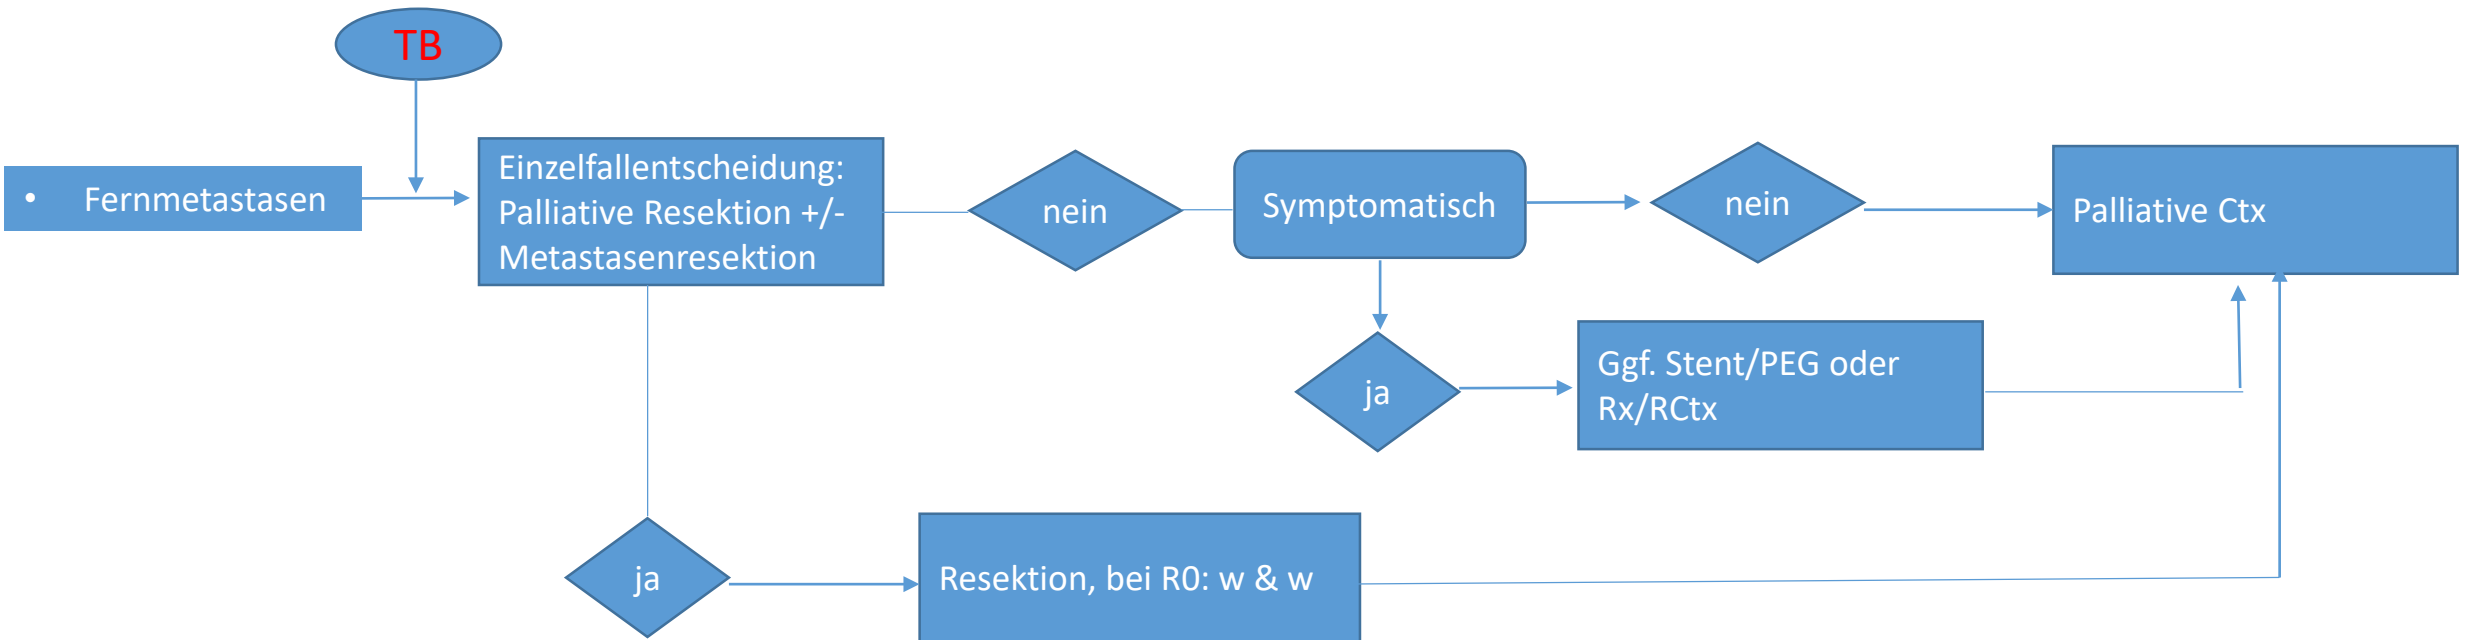 TB
• Fernmetastasen
Einzelfallentscheidung:
Palliative Resektion +/-
Metastasenresektion
nein
Symptomatisch
nein
Palliative Ctx
ja
Ggf. Stent/PEG oder
Rx/RCtx
ja
Resektion, bei R0: w & w